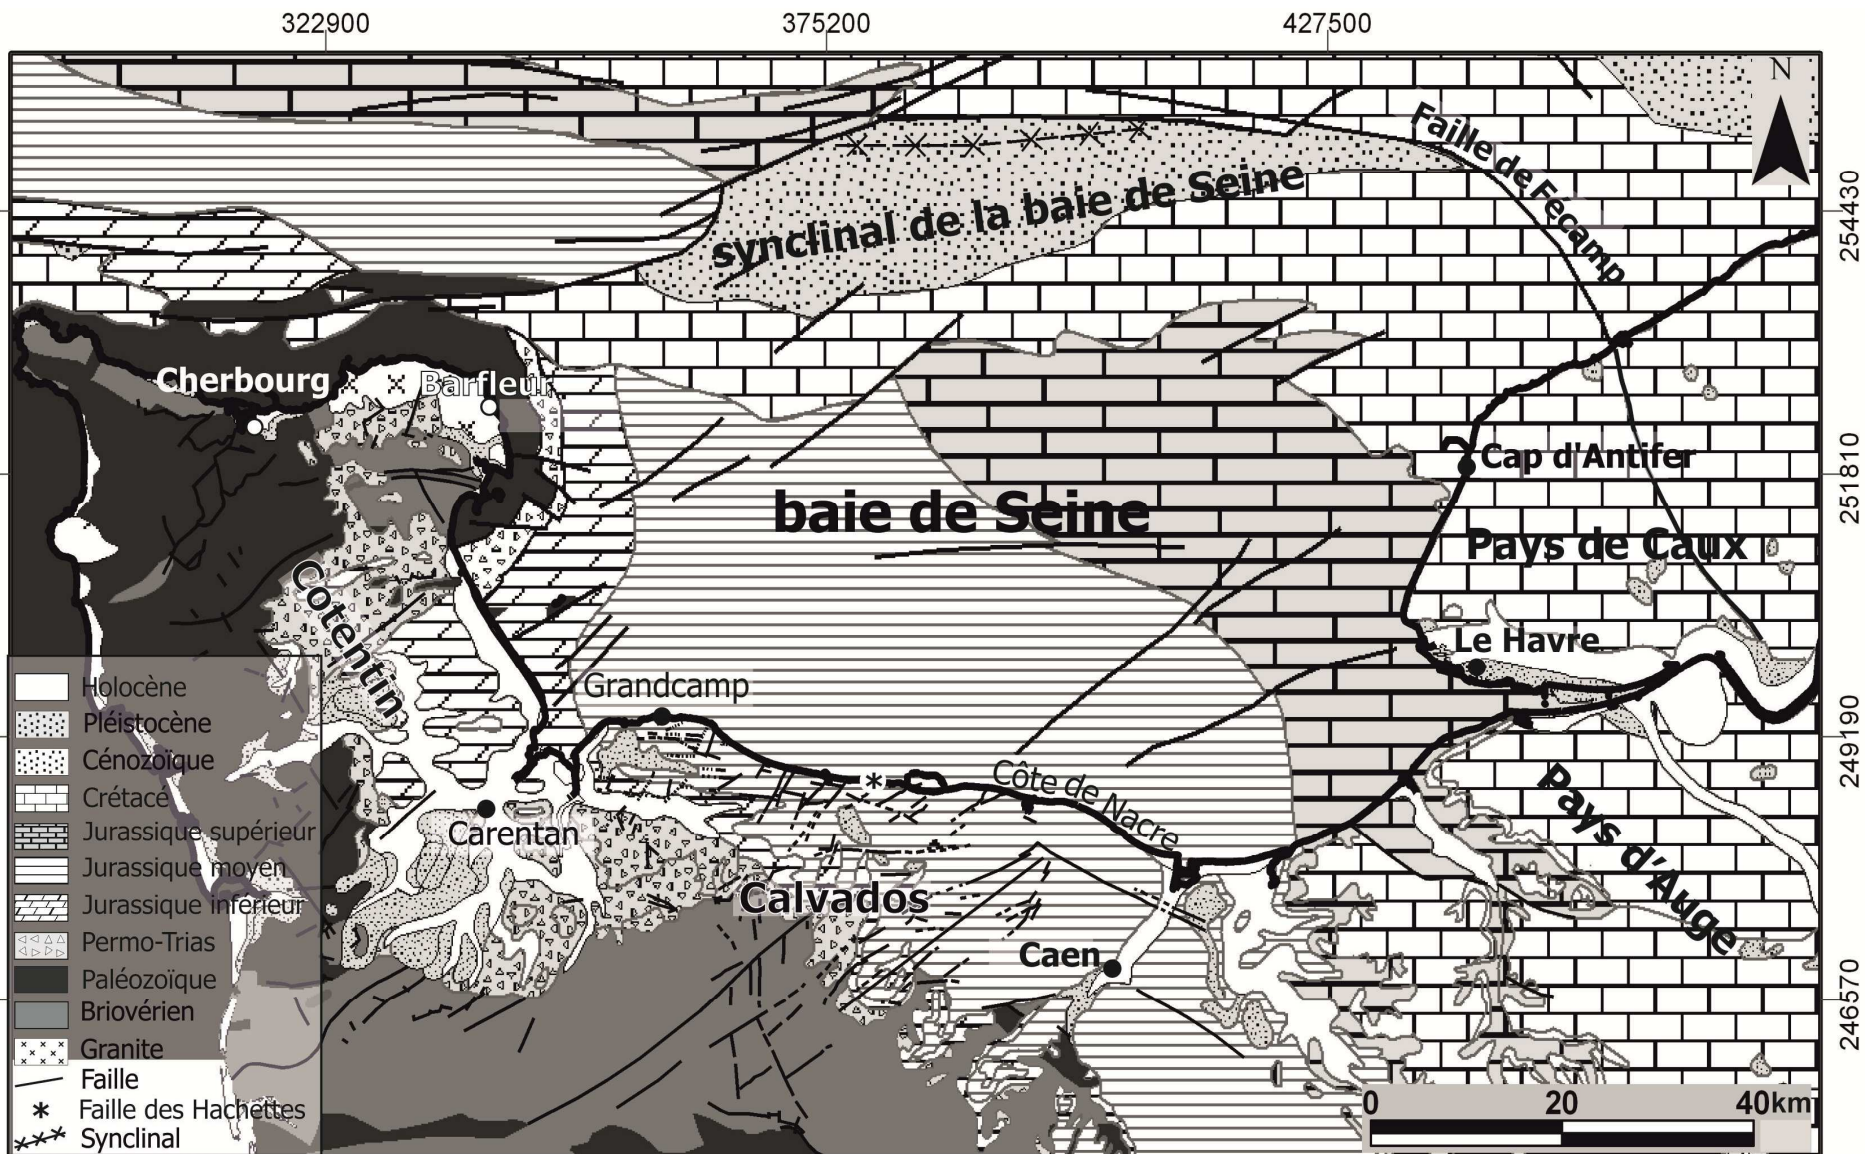 322900
375200
427500
N
Faille de Fécamp
synclinal de la baie de Seine
254430
Cherbourg
Barfleur
Cap d'Antifer
251810
baie de Seine
Pays de Caux
Cotentin
Le Havre
Grandcamp
249190
Côte de Nacre
Carentan
Pays d'Auge
Calvados
Caen
246570
Holocène
Pléistocène
Cénozoïque
Crétacé
Jurassique supérieur
Jurassique moyen
Jurassique inférieur
Permo-Trias
Paléozoïque
Briovérien
Granite
Faille
* Faille des Hachettes
Synclinal
0 20 40km